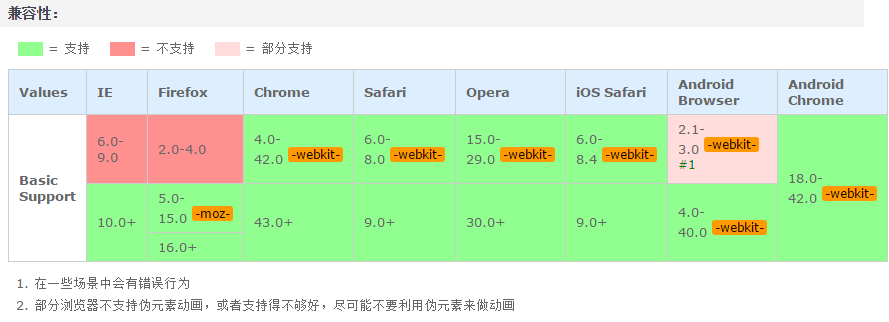 兼容性:
= 支持 = 不支持 = 部分支持
Values IE Firefox Chrome Safari Opera iOS Safari Android Browser Android Chrome
Basic Support
6.0-9.0
2.0-4.0
4.0-42.0 -webkit-
6.0-8.0 -webkit-
15.0-29.0 -webkit-
6.0-8.4 -webkit-
2.1-3.0 -webkit- #1
18.0-42.0 -webkit-
10.0+
5.0-15.0 -moz-
16.0+
43.0+
9.0+
30.0+
9.0+
4.0-40.0 -webkit-
1. 在一些场景中会有错误行为
2. 部分浏览器不支持伪元素动画，或者支持得不够好，尽可能不要利用伪元素来做动画